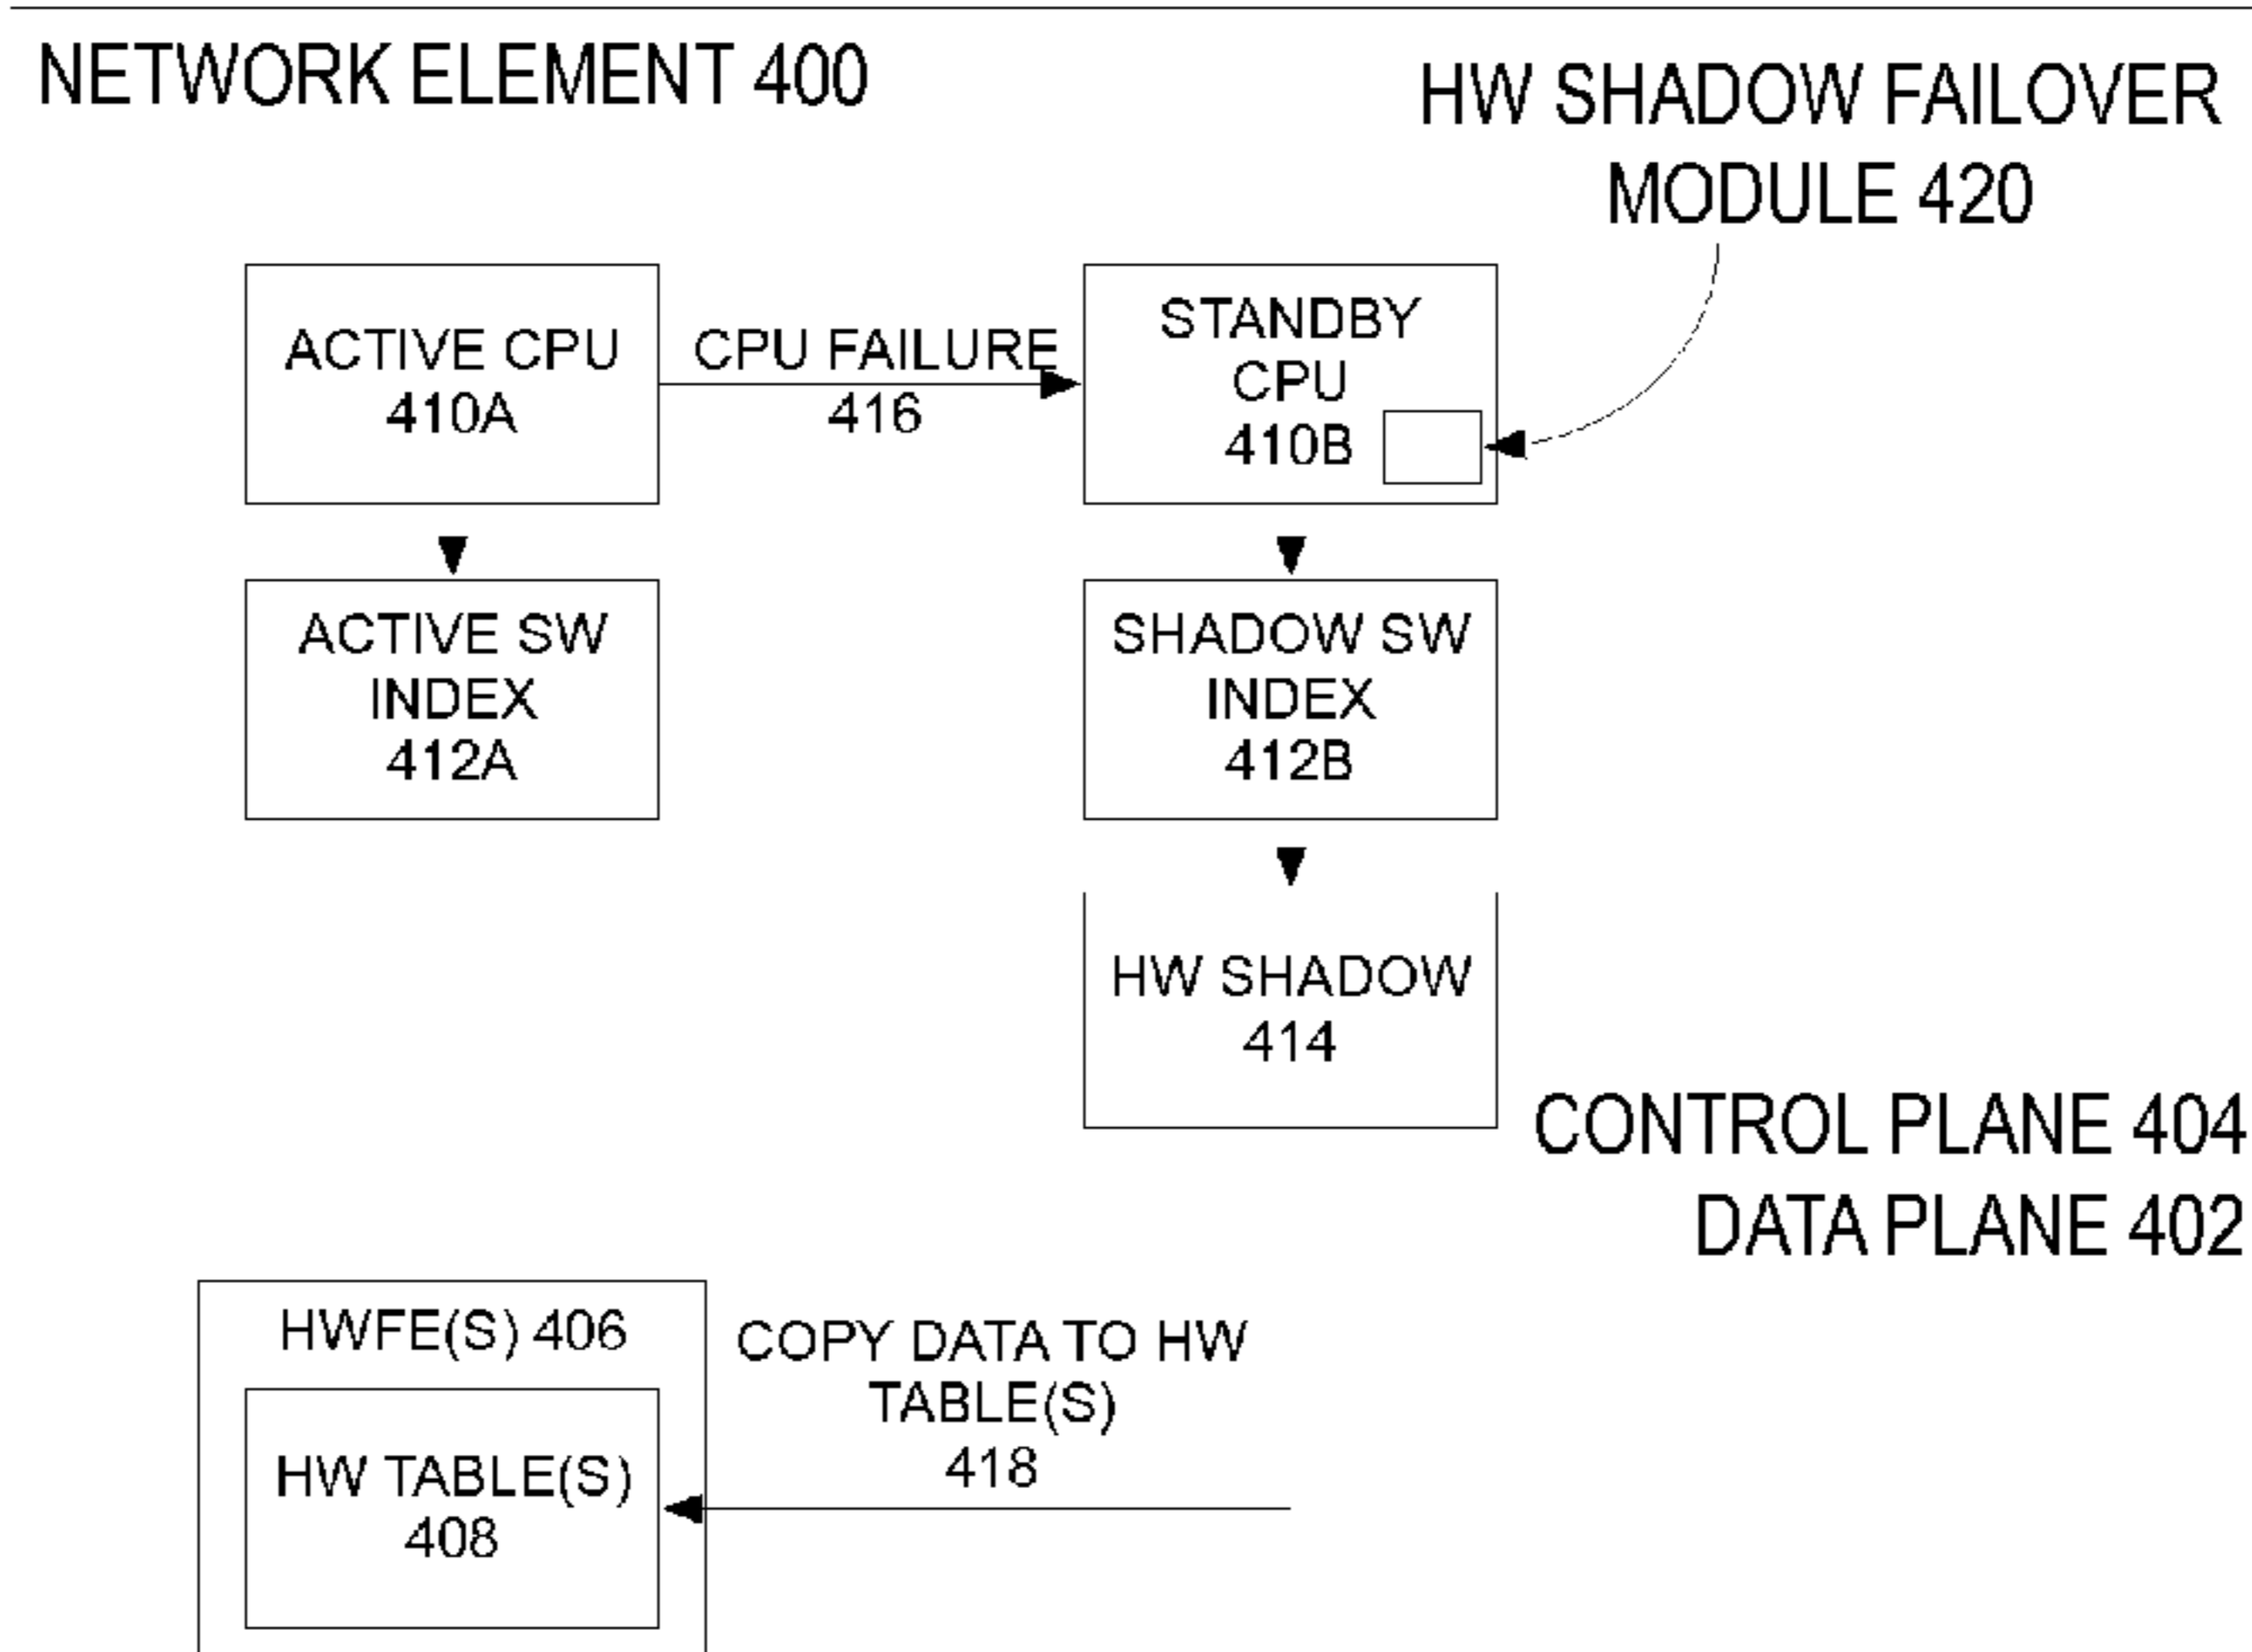 NETWORK ELEMENT 400
HW SHADOW FAILOVER
MODULE 420
ACTIVE CPU
410A
CPU FAILURE
416
STANDBY
CPU
410B
ACTIVE SW
INDEX
412A
SHADOW SW
INDEX
412B
HW SHADOW
414
CONTROL PLANE 404
DATA PLANE 402
HWFE(S) 406
HW TABLE(S)
408
COPY DATA TO HW
TABLE(S)
418